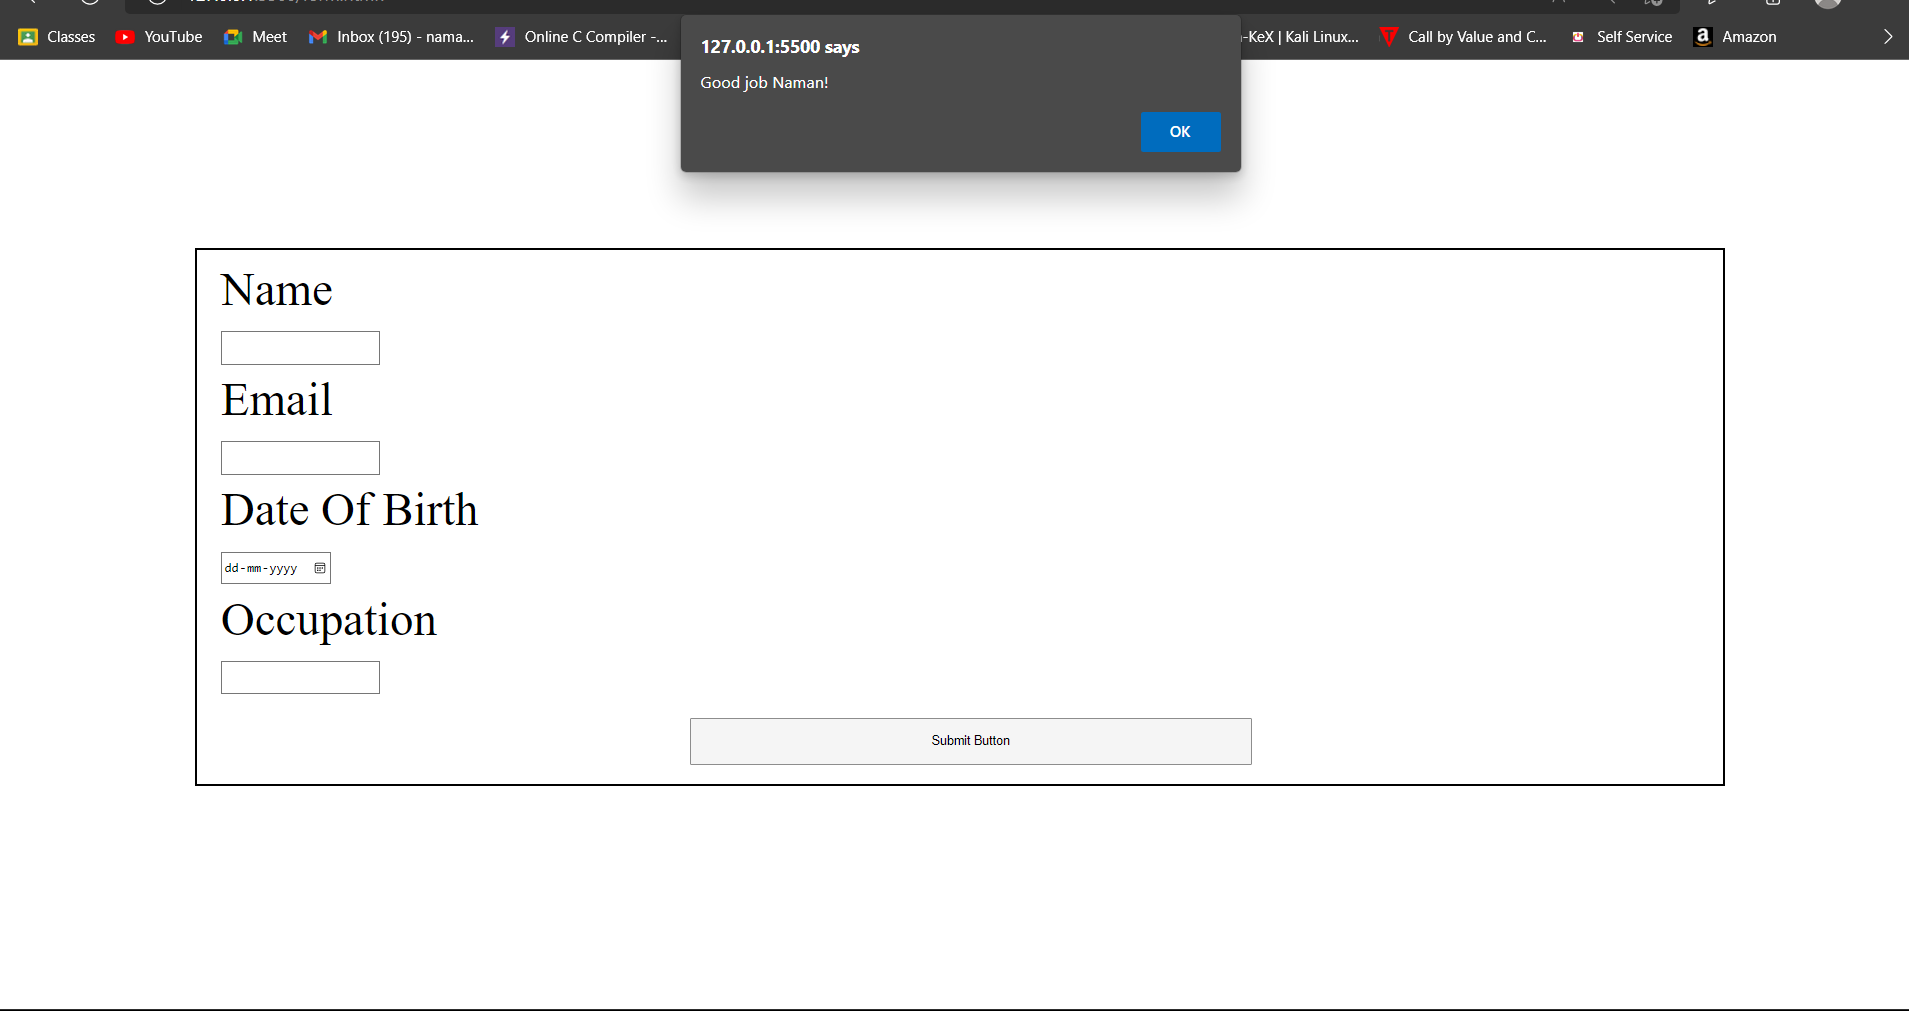 Classes YouTube Meet Inbox (195) - nama... Online C Compiler -... -KeX | Kali Linux... Call by Value and C... Self Service Amazon
127.0.0.1:5500 says
Good job Naman!
OK
Name
Email
Date Of Birth
dd-mm-yyyy
Occupation
Submit Button